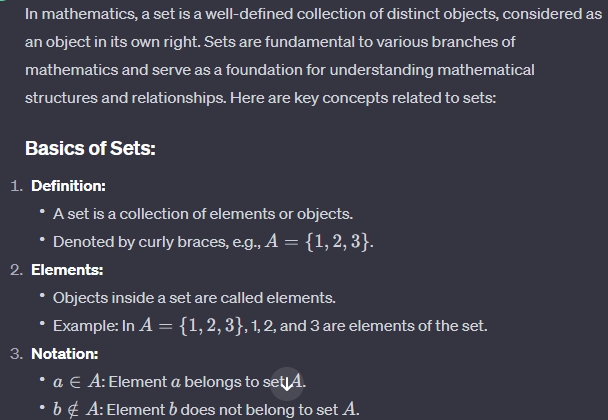 In mathematics, a set is a well-defined collection of distinct objects, considered as
an object in its own right. Sets are fundamental to various branches of
mathematics and serve as a foundation for understanding mathematical
structures and relationships. Here are key concepts related to sets:
Basics of Sets:
1. Definition:
• A set is a collection of elements or objects.
• Denoted by curly braces, e.g., A = {1, 2, 3}.
2. Elements:
• Objects inside a set are called elements.
• Example: In A = {1, 2, 3}, 1, 2, and 3 are elements of the set.
3. Notation:
• a ∈ A: Element a belongs to set A.
• b ∉ A: Element b does not belong to set A.